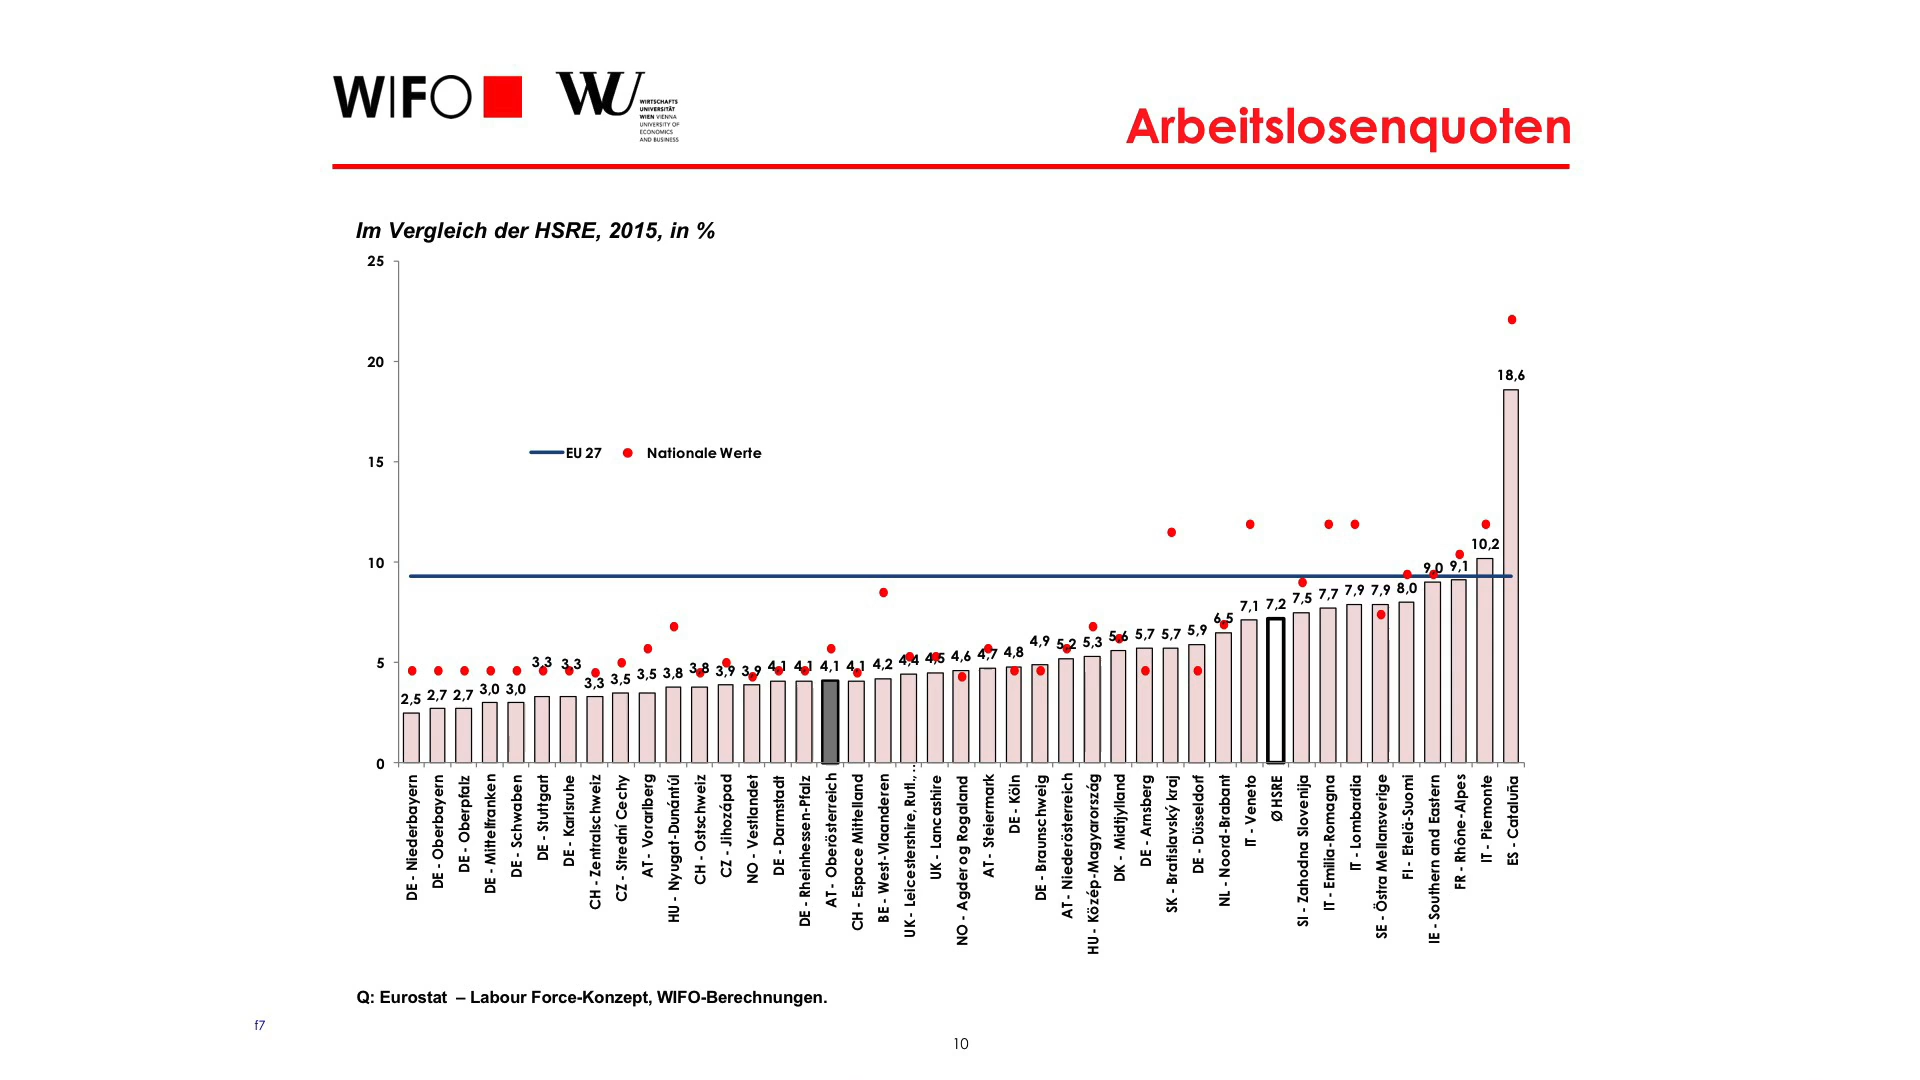 WIFO
WU
WIRTSCHAFTS
UNIVERSITÄT
WIEN VIENNA
UNIVERSITY OF
ECONOMICS
AND BUSINESS
Arbeitslosenquoten
Im Vergleich der HSRE, 2015, in %
25
20
15
10
5
0
EU 27
Nationale Werte
2,5
2,7
2,7
3,0
3,0
3,3
3,3
3,3
3,5
3,5
3,8
3,8
3,9
3,9
4,1
4,1
4,1
4,1
4,2
4,4
4,5
4,6
4,7
4,8
4,9
5,2
5,3
5,6
5,7
5,7
5,9
6,5
7,1
7,2
7,5
7,7
7,9
7,9
8,0
9,0
9,1
10,2
18,6
DE - Niederbayern
DE - Oberbayern
DE - Oberpfalz
DE - Mittelfranken
DE - Schwaben
DE - Stuttgart
DE - Karlsruhe
CH - Zentralschweiz
CZ - Strední Cechy
AT - Vorarlberg
HU - Nyugat-Dunántúl
CH - Ostschweiz
CZ - Jihozápad
NO - Vestlandet
DE - Darmstadt
DE - Rheinhessen-Pfalz
AT - Oberösterreich
CH - Espace Mittelland
BE - West-Vlaanderen
UK - Leicestershire, Rutl., …
UK - Lancashire
NO - Agder og Rogaland
AT - Steiermark
DE - Köln
DE - Braunschweig
AT - Niederösterreich
HU - Közép-Magyarország
DK - Midtjylland
DE - Arnsberg
SK - Bratislavský kraj
DE - Düsseldorf
NL - Noord-Brabant
IT - Veneto
Ø HSRE
SI - Zahodna Slovenija
IT - Emilia-Romagna
IT - Lombardia
SE - Östra Mellansverige
FI - Etelä-Suomi
IE - Southern and Eastern
FR - Rhône-Alpes
IT - Piemonte
ES - Cataluña
Q: Eurostat – Labour Force-Konzept, WIFO-Berechnungen.
f7
10